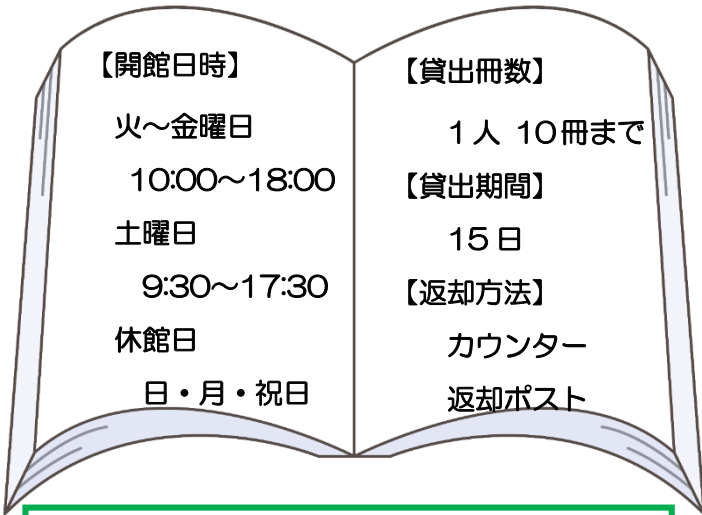 【開館日時】
火～金曜日
10:00～18:00
土曜日
9:30～17:30
休館日
日・月・祝日
【貸出冊数】
1人 10冊まで
【貸出期間】
15日
【返却方法】
カウンター
返却ポスト